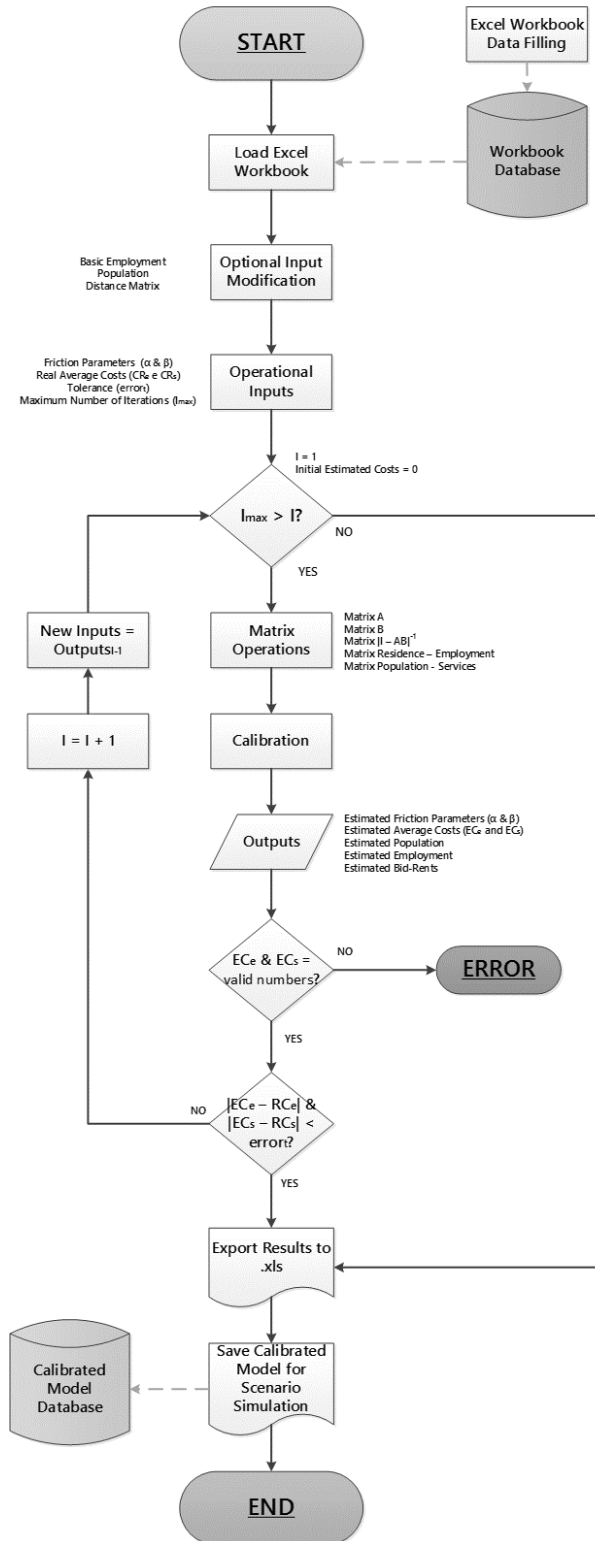 START
Excel Workbook
Data Filling
Load Excel
Workbook
Workbook
Database
Basic Employment
Population
Distance Matrix
Optional Input
Modification
Friction Parameters (α & β)
Real Average Costs (CRe e CRs)
Tolerance (errort)
Maximum Number of Iterations (Imax)
Operational
Inputs
I = 1
Initial Estimated Costs = 0
Imax > I?
NO
YES
New Inputs =
OutputsI-1
Matrix
Operations
Matrix A
Matrix B
Matrix |I – AB|-1
Matrix Residence – Employment
Matrix Population - Services
I = I + 1
Calibration
Outputs
Estimated Friction Parameters (α & β)
Estimated Average Costs (ECe and ECs)
Estimated Population
Estimated Employment
Estimated Bid-Rents
ECe & ECs =
valid numbers?
NO
ERROR
YES
NO
|ECe – RCe| &
|ECs – RCs| <
errort?
YES
Export Results to
.xls
Save Calibrated
Model for
Scenario
Simulation
Calibrated
Model
Database
END